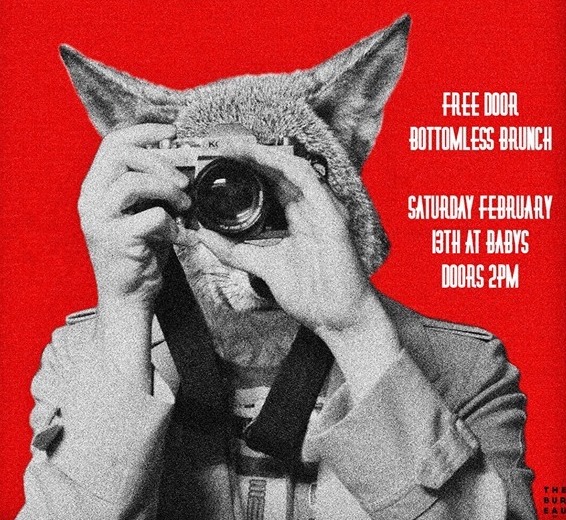 FREE DOOR
BOTTOMLESS BRUNCH
SATURDAY FEBRUARY
13TH AT BABYS
DOORS 2PM
THE
BUR
EAU